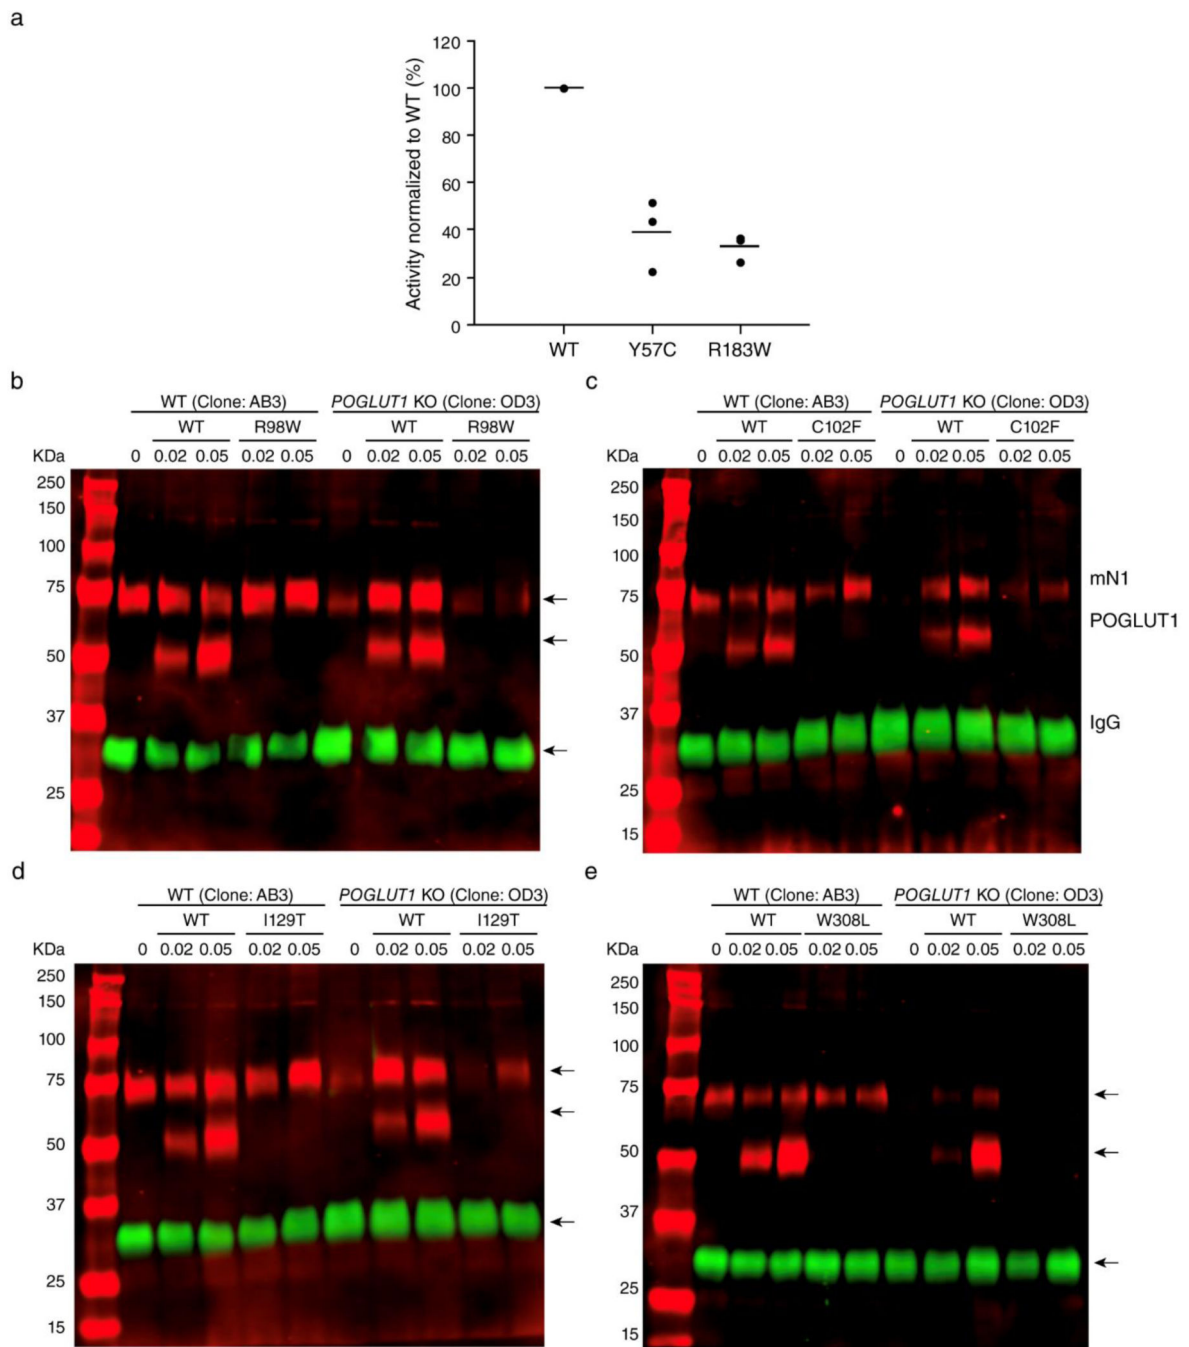 a
120
100
80
60
40
20
0
Activity normalized to WT (%)
WT Y57C R183W
b
WT (Clone: AB3) POGLUT1 KO (Clone: OD3)
WT R98W WT R98W
KDa 0 0.02 0.05 0.02 0.05 0 0.02 0.05 0.02 0.05
250
150
100
75
50
37
25
c
WT (Clone: AB3) POGLUT1 KO (Clone: OD3)
WT C102F WT C102F
KDa 0 0.02 0.05 0.02 0.05 0 0.02 0.05 0.02 0.05
250
150
100
75
50
37
25
15
mN1
POGLUT1
IgG
d
WT (Clone: AB3) POGLUT1 KO (Clone: OD3)
WT I129T WT I129T
KDa 0 0.02 0.05 0.02 0.05 0 0.02 0.05 0.02 0.05
250
150
100
75
50
37
25
15
e
WT (Clone: AB3) POGLUT1 KO (Clone: OD3)
WT W308L WT W308L
KDa 0 0.02 0.05 0.02 0.05 0 0.02 0.05 0.02 0.05
250
150
100
75
50
37
25
15